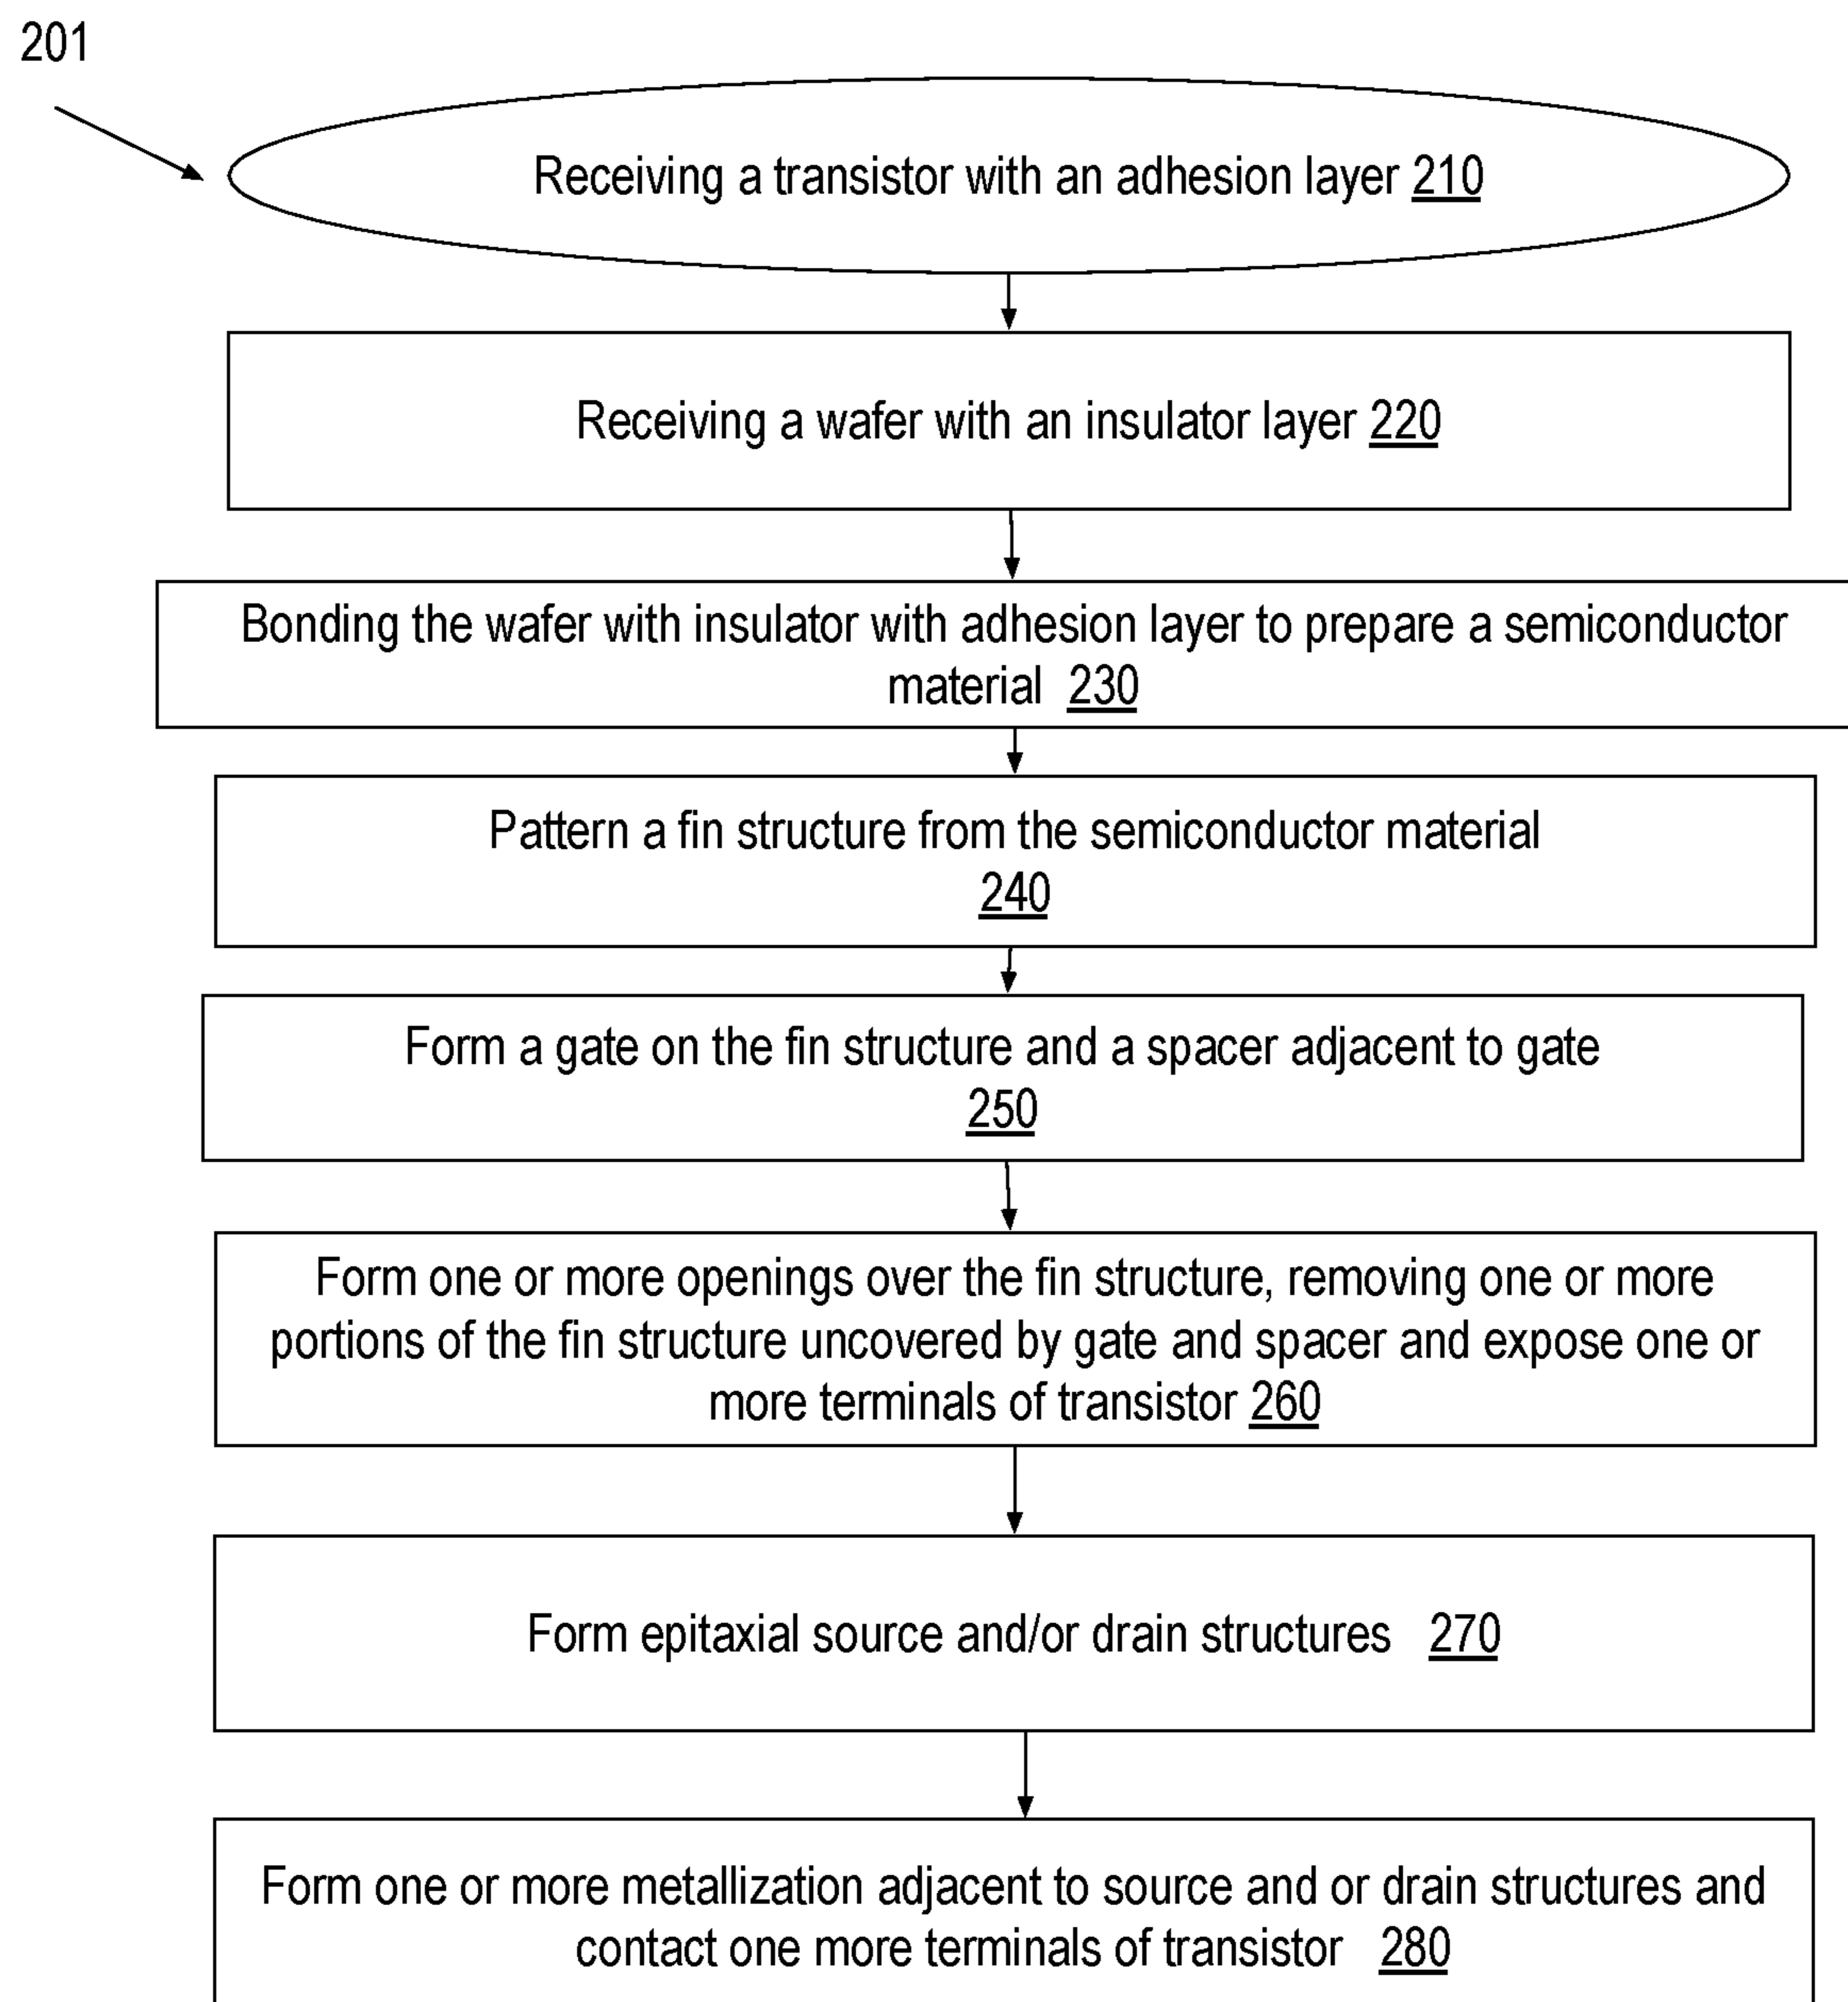 201
Receiving a transistor with an adhesion layer 210
Receiving a wafer with an insulator layer 220
Bonding the wafer with insulator with adhesion layer to prepare a semiconductor
material 230
Pattern a fin structure from the semiconductor material
240
Form a gate on the fin structure and a spacer adjacent to gate
250
Form one or more openings over the fin structure, removing one or more
portions of the fin structure uncovered by gate and spacer and expose one or
more terminals of transistor 260
Form epitaxial source and/or drain structures 270
Form one or more metallization adjacent to source and or drain structures and
contact one more terminals of transistor 280